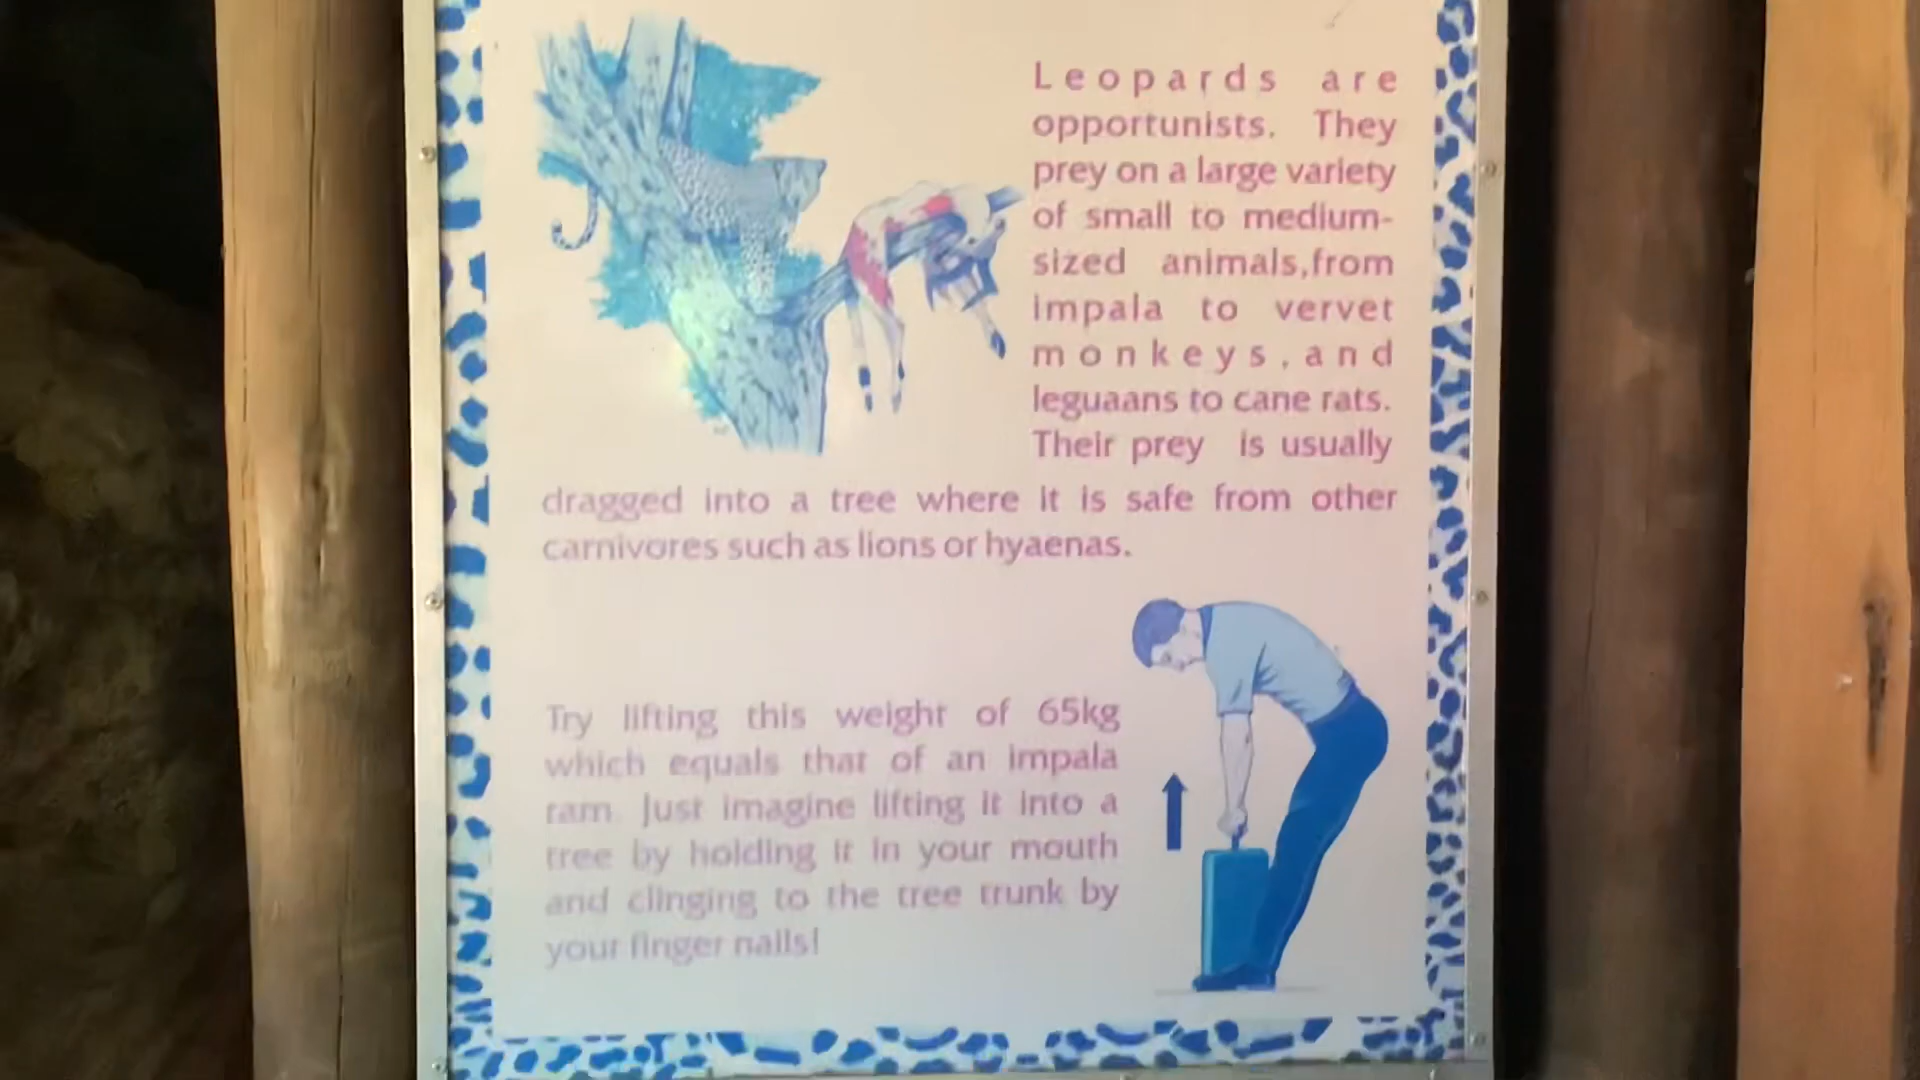 Leopards are
opportunists. They
prey on a large variety
of small to medium-
sized animals,from
impala to vervet
monkeys,and
leguaans to cane rats.
Their prey is usually
dragged into a tree where it is safe from other
carnivores such as lions or hyaenas.
Try lifting this weight of 65kg
which equals that of an impala
ram. Just imagine lifting it into a
tree by holding it in your mouth
and clinging to the tree trunk by
your finger nails!